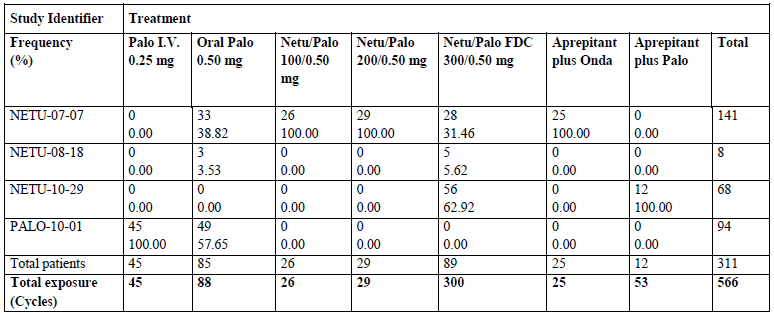 Study Identifier Treatment
Frequency Palo I.V. Oral Palo Netu/Palo Netu/Palo Netu/Palo FDC Aprepitant Aprepitant Total
(%) 0.25 mg 0.50 mg 100/0.50 200/0.50 mg 300/0.50 mg plus Onda plus Palo
mg
NETU-07-07 0 33 26 29 28 25 0 141
0.00 38.82 100.00 100.00 31.46 100.00 0.00
NETU-08-18 0 3 0 0 5 0 0 8
0.00 3.53 0.00 0.00 5.62 0.00 0.00
NETU-10-29 0 0 0 0 56 0 12 68
0.00 0.00 0.00 0.00 62.92 0.00 100.00
PALO-10-01 45 49 0 0 0 0 0 94
100.00 57.65 0.00 0.00 0.00 0.00 0.00
Total patients 45 85 26 29 89 25 12 311
Total exposure 45 88 26 29 300 25 53 566
(Cycles)